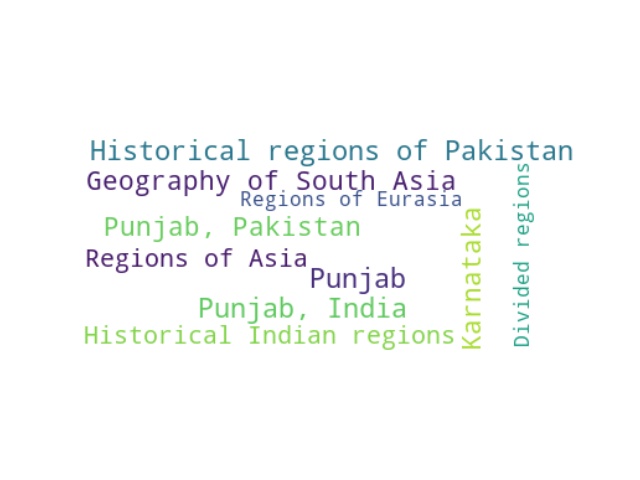 Historical regions of Pakistan
Geography of South Asia
Regions of Eurasia
Punjab, Pakistan
Regions of Asia
Punjab
Punjab, India
Historical Indian regions
Karnataka
Divided regions